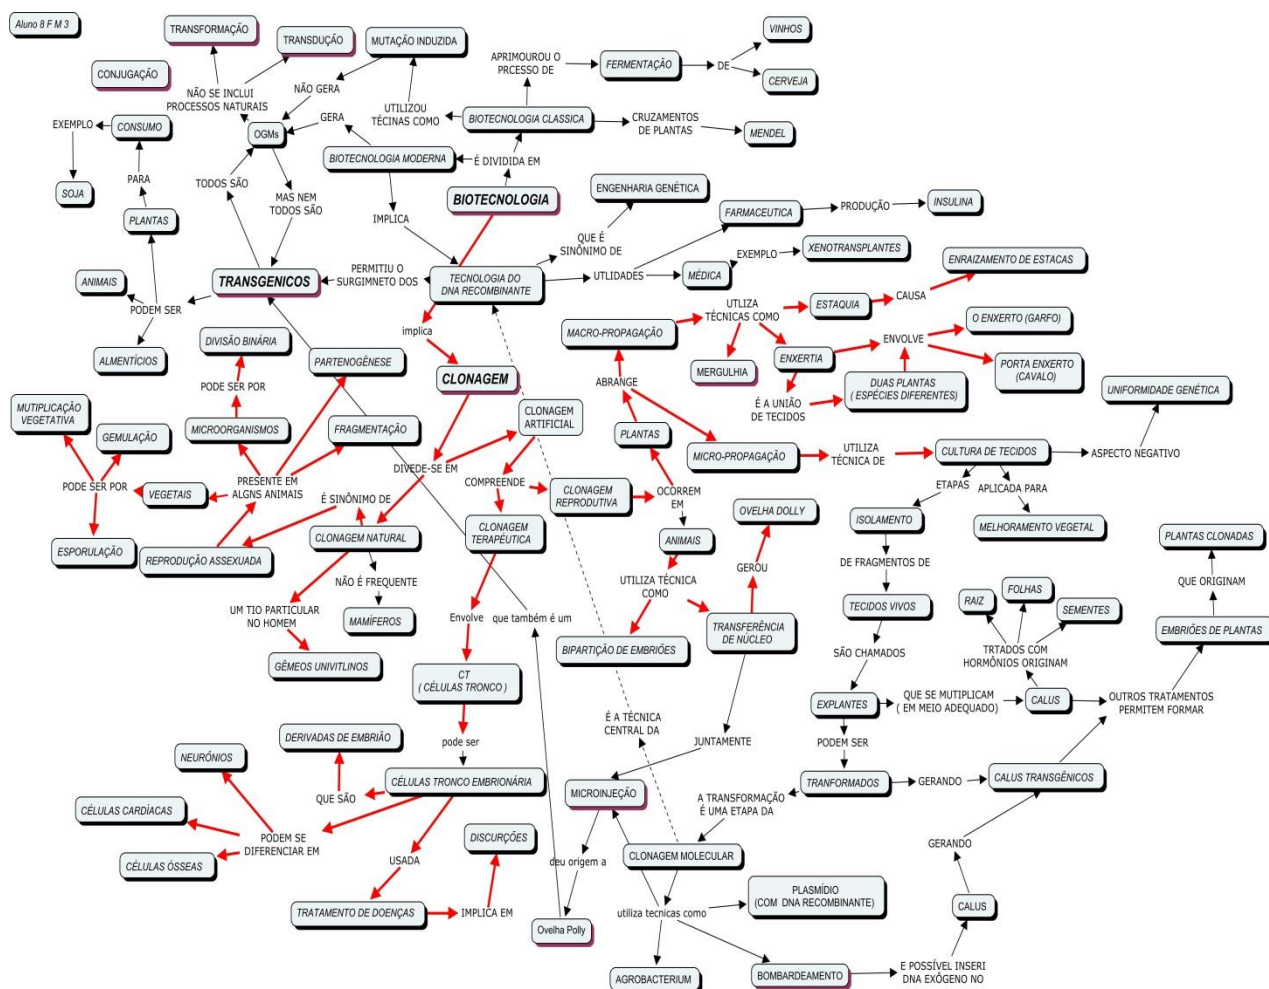 Aluno 8 F M 3
TRANSFORMAÇÃO
TRANSDUÇÃO
MUTAÇÃO INDUZIDA
VINHOS
APRIMOUROU O
PRCESSO DE
FERMENTAÇÃO
DE
CERVEJA
CONJUGAÇÃO
NÃO SE INCLUI
PROCESSOS NATURAIS
NÃO GERA
UTILIZOU
TÉCINAS COMO
BIOTECNOLOGIA CLASSICA
CRUZAMENTOS
DE PLANTAS
MENDEL
EXEMPLO
CONSUMO
OGMs
GERA
BIOTECNOLOGIA MODERNA
É DIVIDIDA EM
SOJA
PARA
TODOS SÃO
MAS NEM
TODOS SÃO
PLANTAS
IMPLICA
BIOTECNOLOGIA
ENGENHARIA GENÉTICA
FARMACEUTICA
PRODUÇÃO
INSULINA
QUE É
SINÔNIMO DE
EXEMPLO
XENOTRANSPLANTES
ANIMAIS
TRANSGENICOS
PERMITIU O
SURGIMNETO DOS
TECNOLOGIA DO
DNA RECOMBINANTE
UTLIDADES
MÉDICA
ENRAIZAMENTO DE ESTACAS
PODEM SER
ALMENTÍCIOS
DIVISÃO BINÁRIA
PARTENOGÊNESE
implica
MACRO-PROPAGAÇÃO
UTLIZA
TÉCNICAS COMO
ESTAQUIA
CAUSA
O ENXERTO (GARFO)
ENXERTIA
ENVOLVE
PORTA ENXERTO
(CAVALO)
MERGULHIA
PODE SER POR
CLONAGEM
ABRANGE
DUAS PLANTAS
( ESPÉCIES DIFERENTES)
É A UNIÃO
DE TECIDOS
UNIFORMIDADE GENÉTICA
MUTIPLICAÇÃO
VEGETATIVA
GEMULAÇÃO
MICROORGANISMOS
FRAGMENTAÇÃO
CLONAGEM
ARTIFICIAL
PLANTAS
MICRO-PROPAGAÇÃO
UTILIZA
TÉCNICA DE
CULTURA DE TECIDOS
ASPECTO NEGATIVO
PODE SER POR
VEGETAIS
PRESENTE EM
ALGNS ANIMAIS
DIVEDE-SE EM
COMPREENDE
CLONAGEM
REPRODUTIVA
OCORREM
EM
ETAPAS
APLICADA PARA
É SINÔNIMO DE
OVELHA DOLLY
ISOLAMENTO
MELHORAMENTO VEGETAL
ESPORULAÇÃO
REPRODUÇÃO ASSEXUADA
CLONAGEM NATURAL
CLONAGEM
TERAPÉUTICA
ANIMAIS
PLANTAS CLONADAS
NÃO É FREQUENTE
UTILIZA TÉCNICA
COMO
GEROU
DE FRAGMENTOS DE
QUE ORIGINAM
UM TIO PARTICULAR
NO HOMEM
MAMÍFEROS
Envolve
que também é um
TRANSFERÊNCIA
DE NÚCLEO
TECIDOS VIVOS
RAIZ
FOLHAS
SEMENTES
EMBRIÕES DE PLANTAS
GÊMEOS UNIVITLINOS
BIPARTIÇÃO DE EMBRIÕES
SÃO CHAMADOS
TRTADOS COM
HORMÔNIOS ORIGINAM
CT
( CÉLULAS TRONCO )
EXPLANTES
QUE SE MUTIPLICAM
( EM MEIO ADEQUADO)
CALUS
OUTROS TRATAMENTOS
PERMITEM FORMAR
É A TÉCNICA
CENTRAL DA
DERIVADAS DE EMBRIÃO
pode ser
JUNTAMENTE
PODEM SER
NEURÓNIOS
CÉLULAS TRONCO EMBRIONÁRIA
TRANFORMADOS
GERANDO
CALUS TRANSGÊNICOS
QUE SÃO
MICROINJEÇÃO
A TRANSFORMAÇÃO
É UMA ETAPA DA
CÉLULAS CARDÍACAS
PODEM SE
DIFERENCIAR EM
DISCURÇÕES
GERANDO
CÉLULAS ÓSSEAS
USADA
deu origem a
CLONAGEM MOLECULAR
PLASMÍDIO
(COM DNA RECOMBINANTE)
TRATAMENTO DE DOENÇAS
IMPLICA EM
utiliza tecnicas como
CALUS
Ovelha Polly
AGROBACTERIUM
BOMBARDEAMENTO
E POSSÍVEL INSERI
DNA EXÔGENO NO